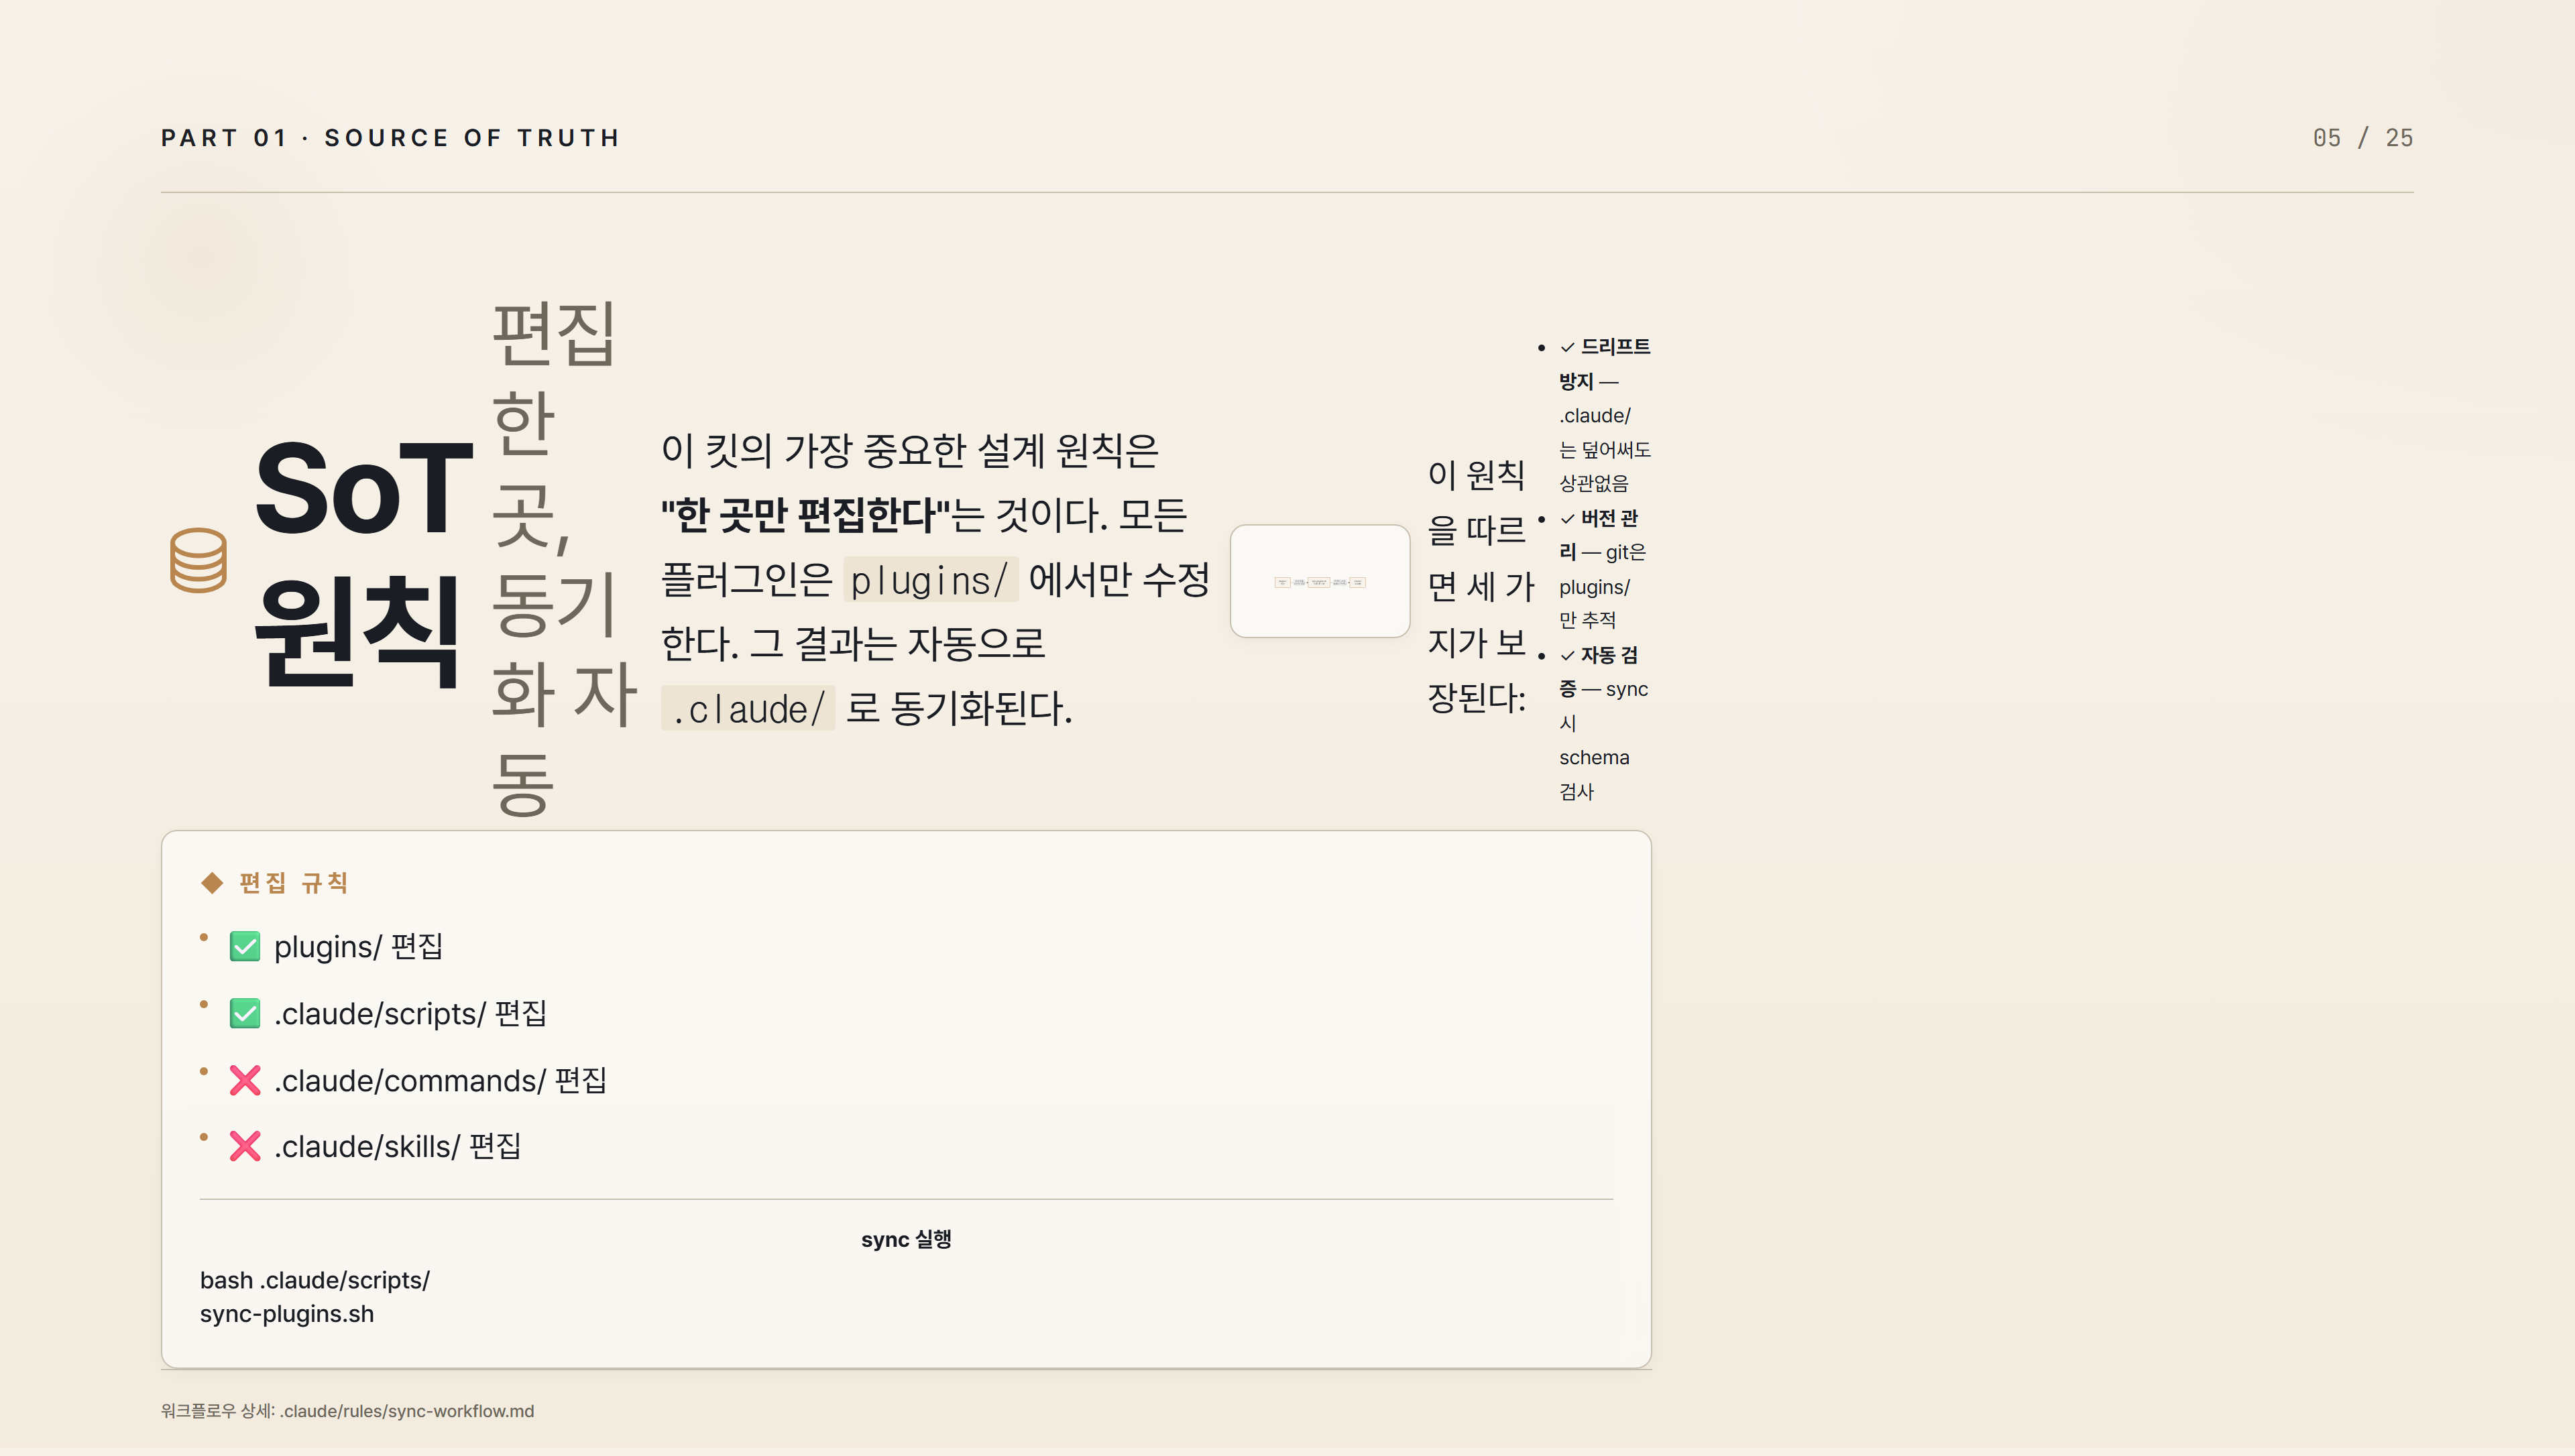 PART 01 · SOURCE OF TRUTH
05 / 25
SoT
원칙
편집
한
곳,
동기
화 자
동
이 킷의 가장 중요한 설계 원칙은
"한 곳만 편집한다"는 것이다. 모든
플러그인은 plugins/ 에서만 수정
한다. 그 결과는 자동으로
.claude/ 로 동기화된다.
이 원칙
을 따르
면 세 가
지가 보
장된다:
• ✓ 드리프트
방지 —
.claude/
는 덮어써도
상관없음
• ✓ 버전 관
리 — git은
plugins/
만 추적
• ✓ 자동 검
증 — sync
시
schema
검사
◆ 편집 규칙
• ✅ plugins/ 편집
• ✅ .claude/scripts/ 편집
• ❌ .claude/commands/ 편집
• ❌ .claude/skills/ 편집
sync 실행
bash .claude/scripts/
sync-plugins.sh
워크플로우 상세: .claude/rules/sync-workflow.md